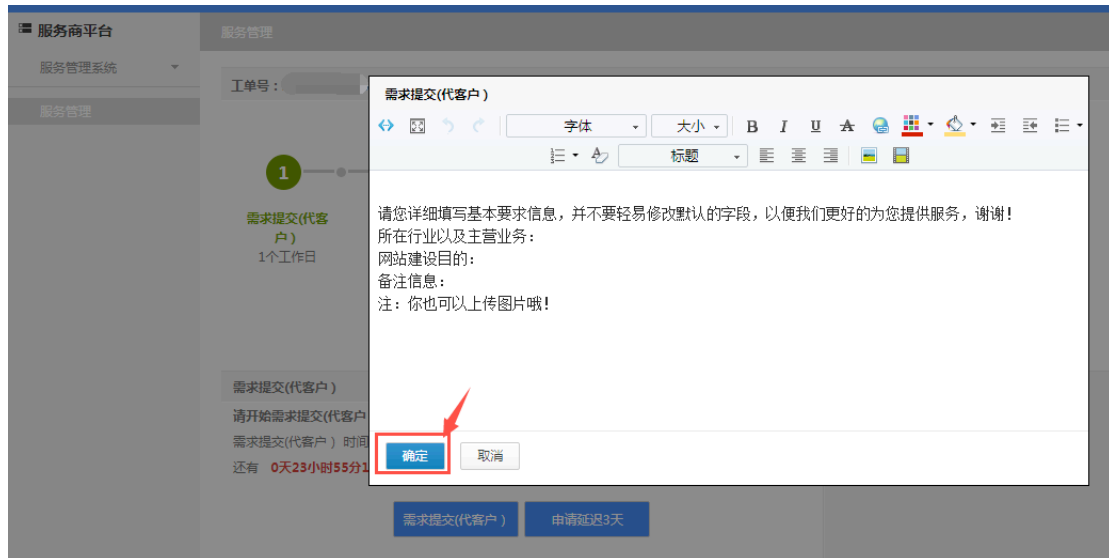 服务商平台
服务管理
服务管理系统
服务管理
工单号：
需求提交(代客户)
字体
大小
B I U A
标题
1
需求提交(代客
户)
1个工作日
请您详细填写基本要求信息，并不要轻易修改默认的字段，以便我们更好的为您提供服务，谢谢！
所在行业以及主营业务：
网站建设目的：
备注信息：
注：你也可以上传图片哦！
需求提交(代客户)
请开始需求提交(代客户
需求提交(代客户) 时间
还有 0天23小时55分1
确定
取消
需求提交(代客户)
申请延迟3天